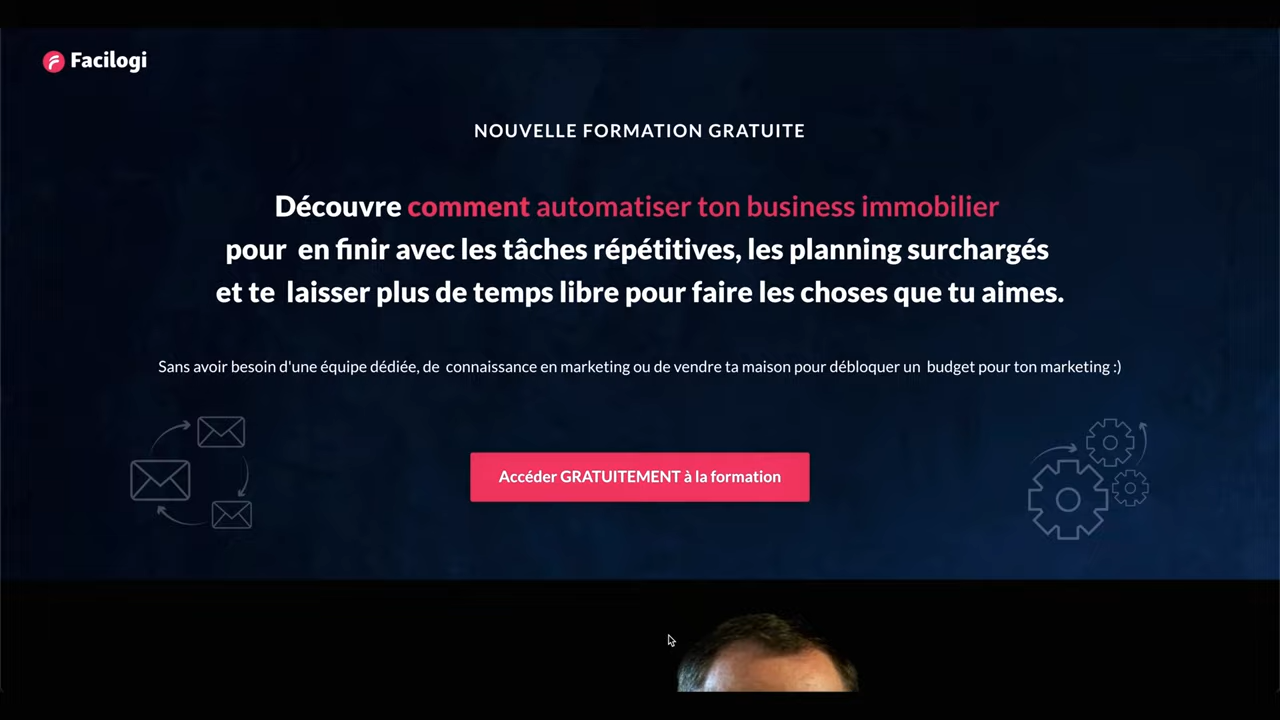 Facilogi
NOUVELLE FORMATION GRATUITE
Découvre comment automatiser ton business immobilier
pour en finir avec les tâches répétitives, les planning surchargés
et te laisser plus de temps libre pour faire les choses que tu aimes.
Sans avoir besoin d'une équipe dédiée, de connaissance en marketing ou de vendre ta maison pour débloquer un budget pour ton marketing :)
Accéder GRATUITEMENT à la formation